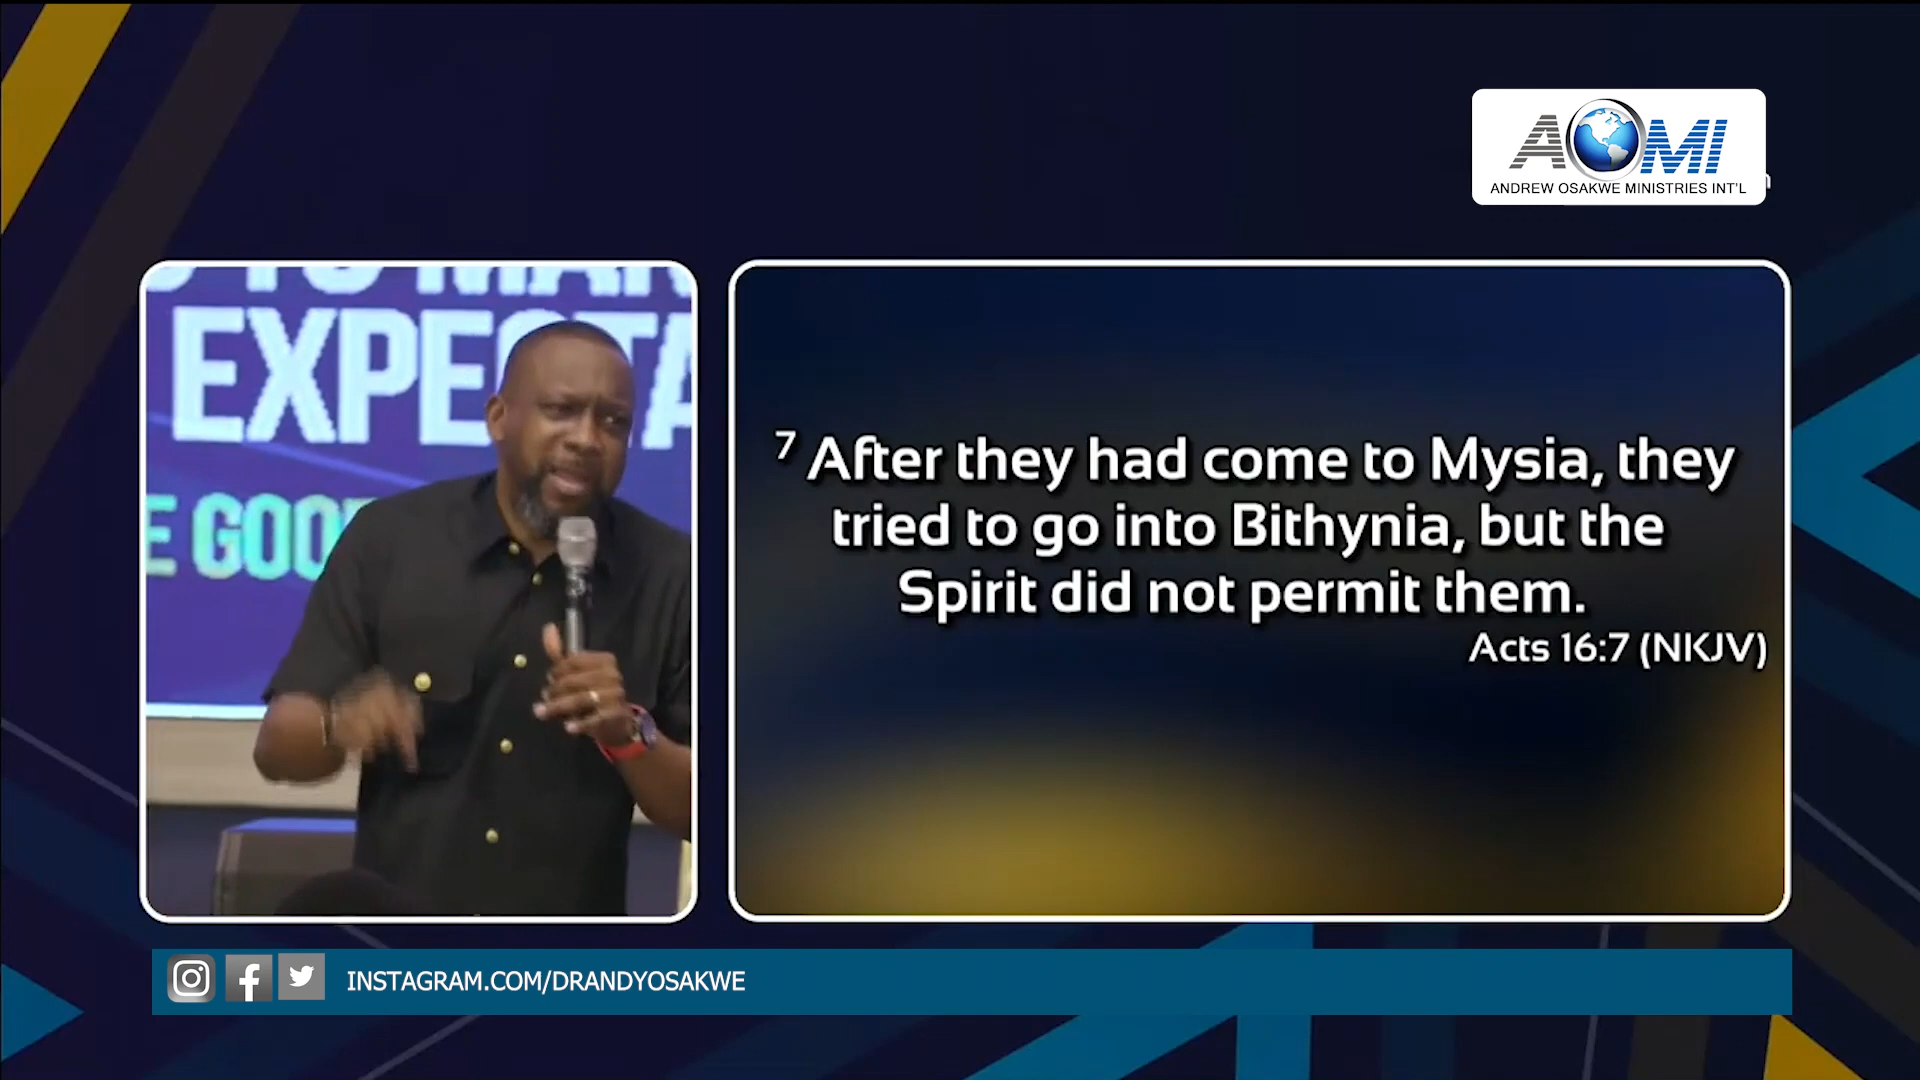 AOMI
ANDREW OSAKWE MINISTRIES INT'L
EXPECTA
E GOO
7 After they had come to Mysia, they
tried to go into Bithynia, but the
Spirit did not permit them.
Acts 16:7 (NKJV)
INSTAGRAM.COM/DRANDYOSAKWE